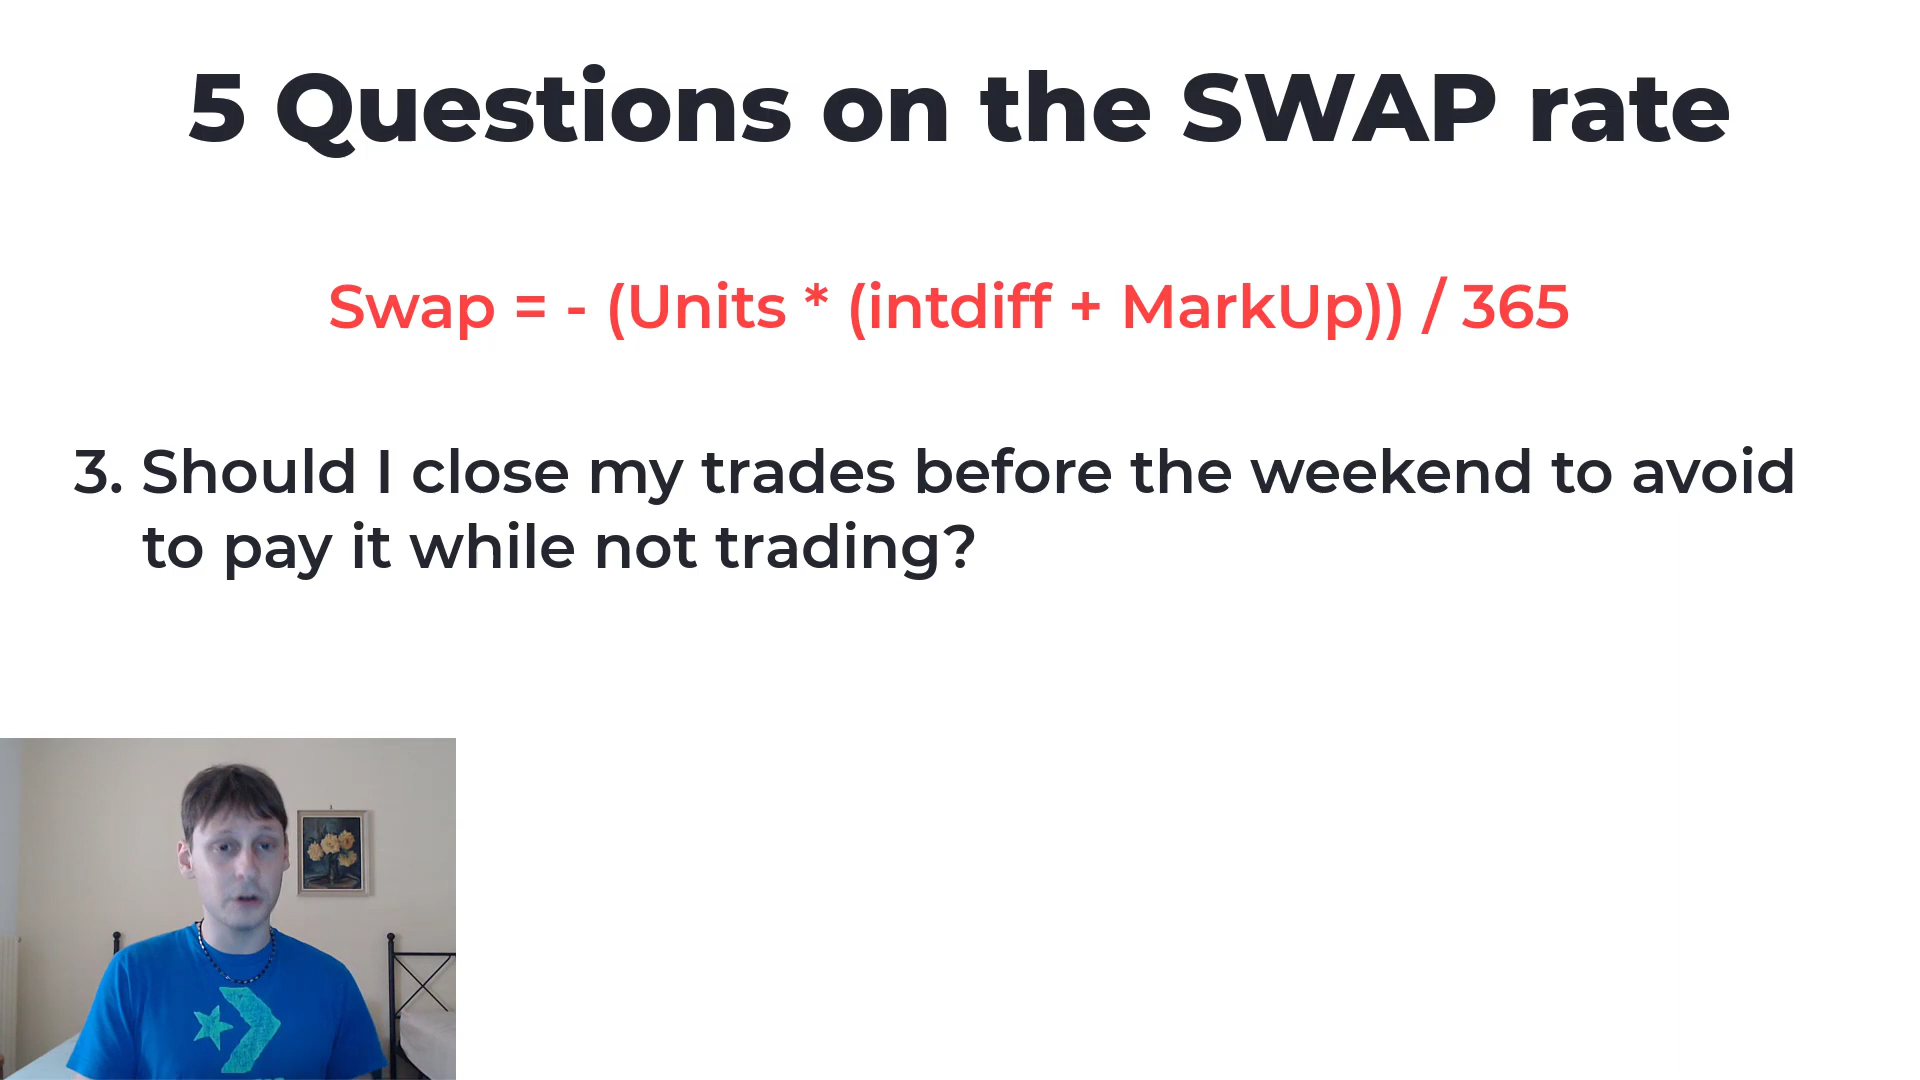 5 Questions on the SWAP rate
Swap = - (Units * (intdiff + MarkUp)) / 365
3. Should I close my trades before the weekend to avoid
to pay it while not trading?